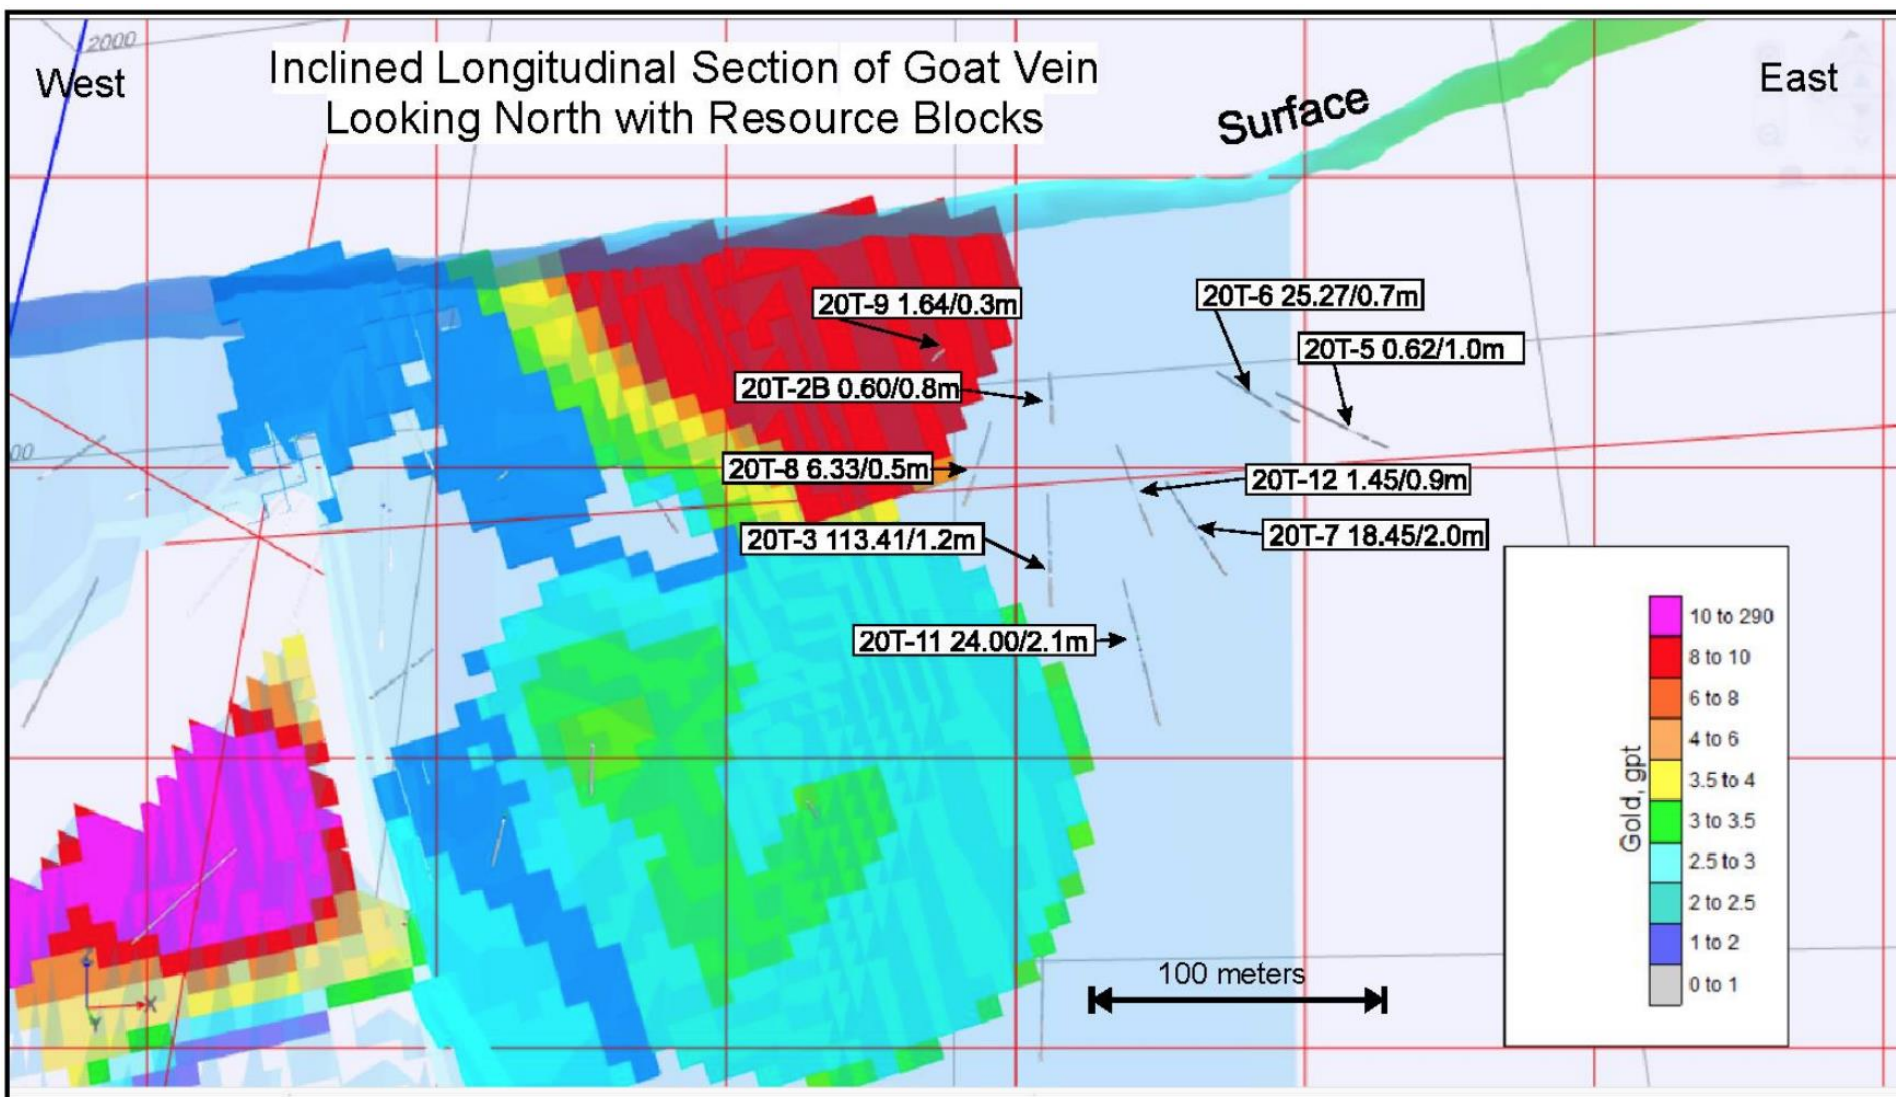 2000
West
Inclined Longitudinal Section of Goat Vein
Looking North with Resource Blocks
Surface
East
20T-9 1.64/0.3m
20T-6 25.27/0.7m
20T-5 0.62/1.0m
20T-2B 0.60/0.8m
00
20T-8 6.33/0.5m
20T-12 1.45/0.9m
20T-3 113.41/1.2m
20T-7 18.45/2.0m
20T-11 24.00/2.1m
Gold, gpt
10 to 290
8 to 10
6 to 8
4 to 6
3.5 to 4
3 to 3.5
2.5 to 3
2 to 2.5
1 to 2
0 to 1
100 meters
Z
X
Y